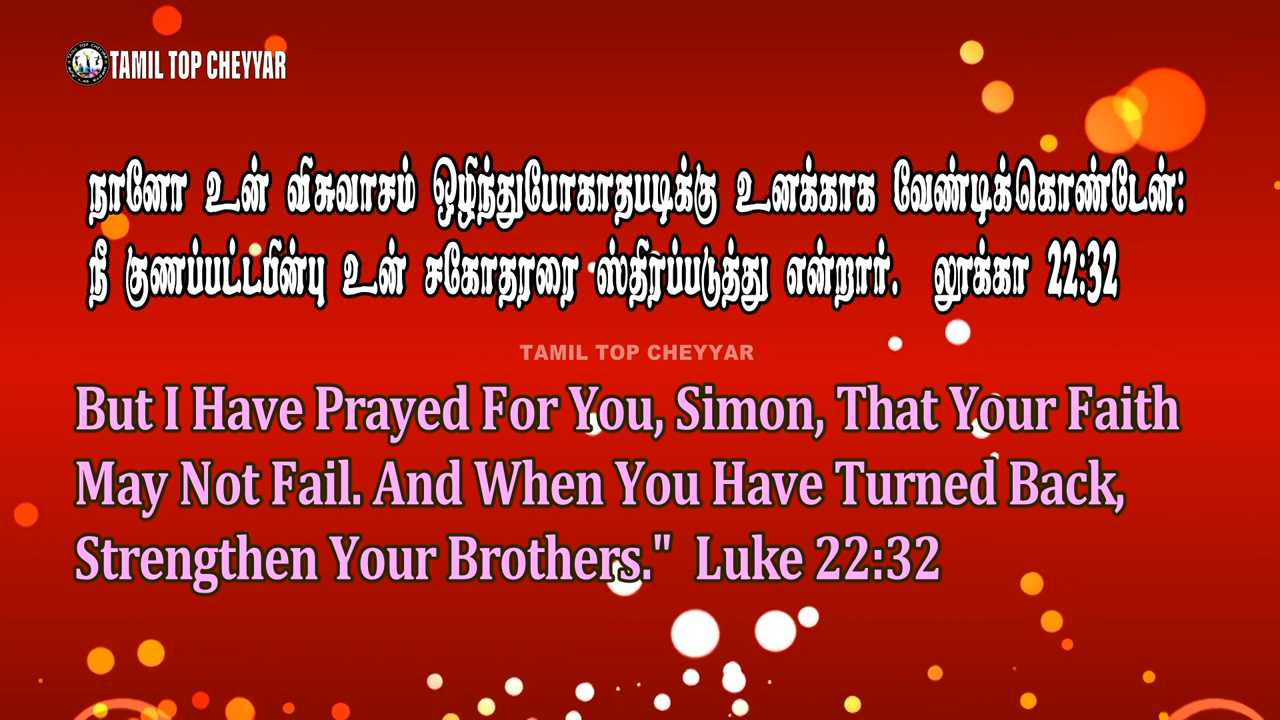 TAMIL TOP CHEYYAR
நானோ உன் விசுவாசம் ஒழிந்துபோகாதபடிக்கு உனக்காக வேண்டிக்கொண்டேன்:
நீ குணப்பட்டபின்பு உன் சகோதரரை ஸ்திரப்படுத்து என்றார். லூக்கா 22:32
TAMIL TOP CHEYYAR
But I Have Prayed For You, Simon, That Your Faith
May Not Fail. And When You Have Turned Back,
Strengthen Your Brothers." Luke 22:32